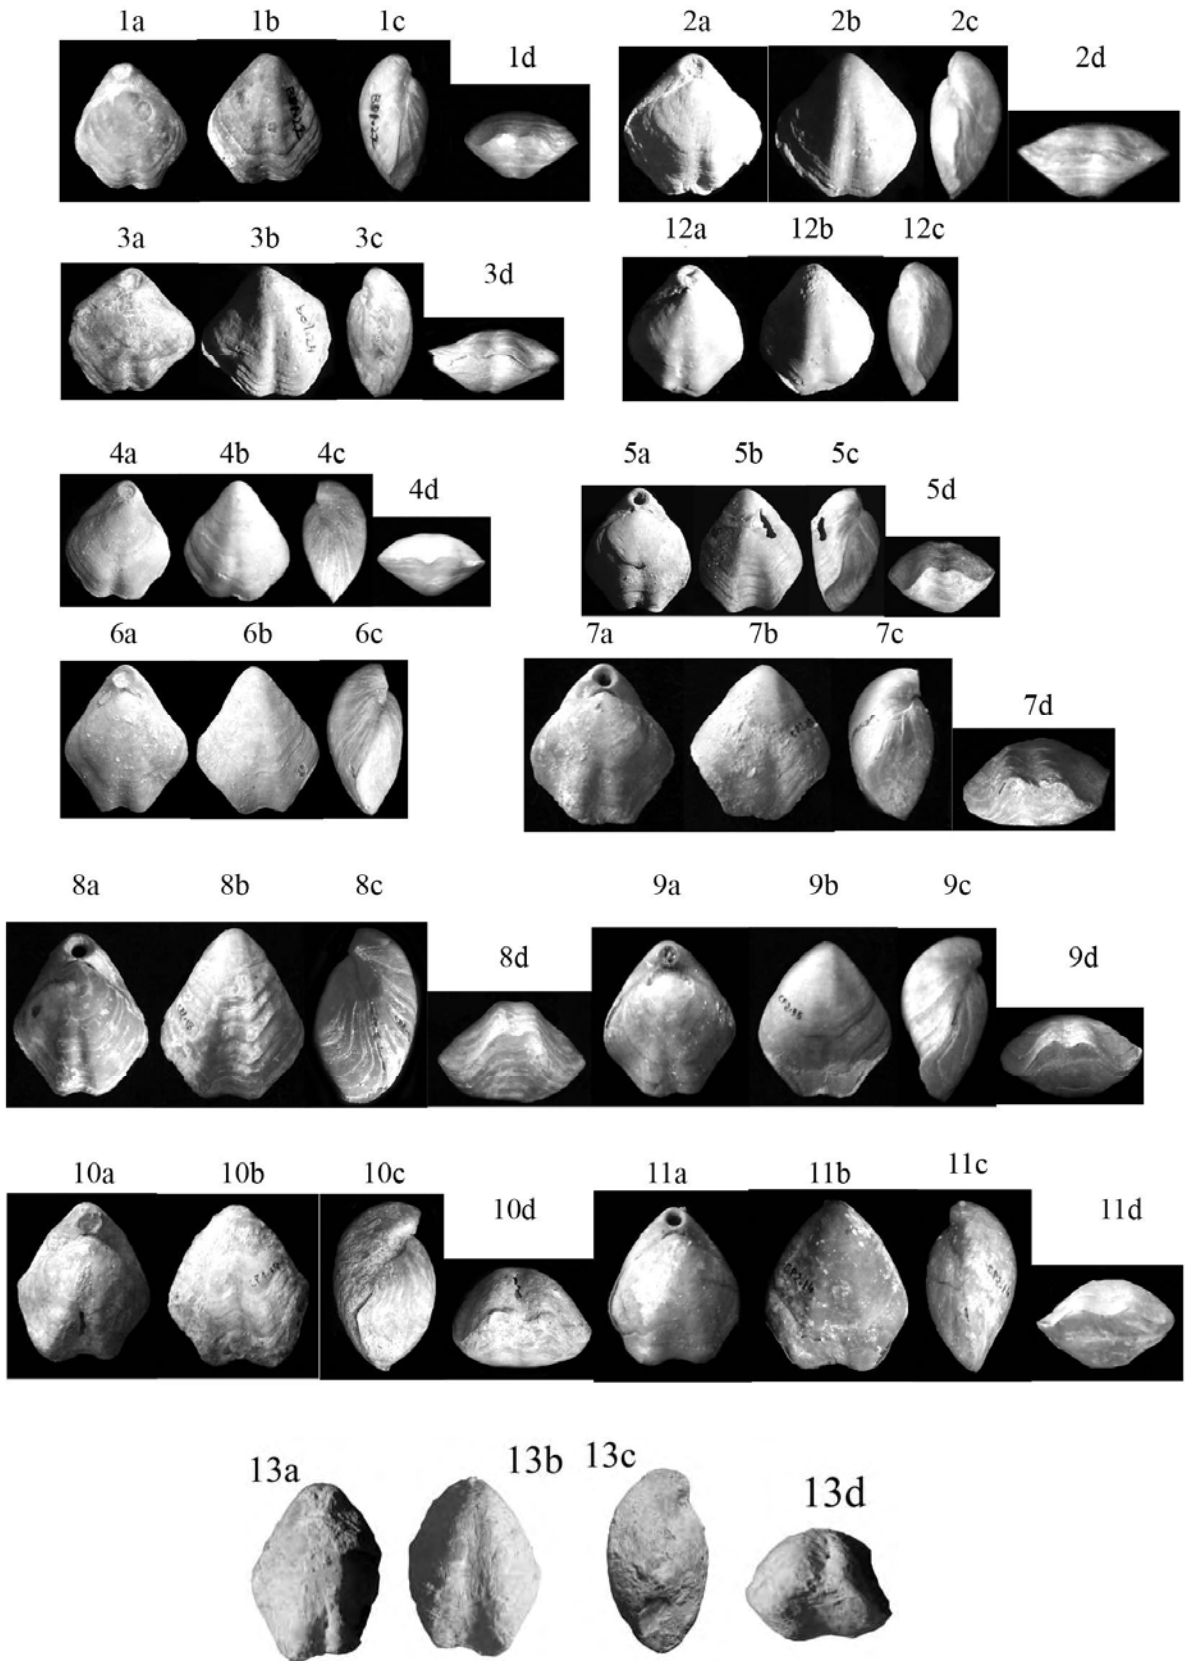 1a 1b 1c 1d 2a 2b 2c 2d
3a 3b 3c 3d 12a 12b 12c
4a 4b 4c 4d 5a 5b 5c 5d
6a 6b 6c 7a 7b 7c 7d
8a 8b 8c 8d 9a 9b 9c 9d
10a 10b 10c 10d 11a 11b 11c 11d
13a 13b 13c 13d